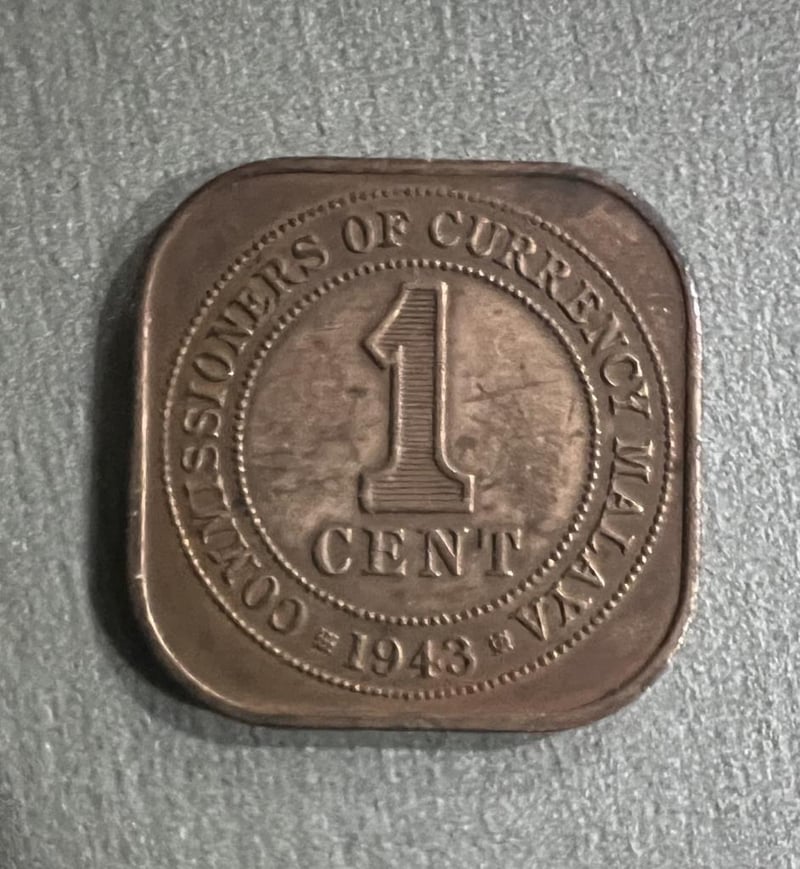 COMMISSIONERS OF CURRENCY MALAYA
1
CENT
1943